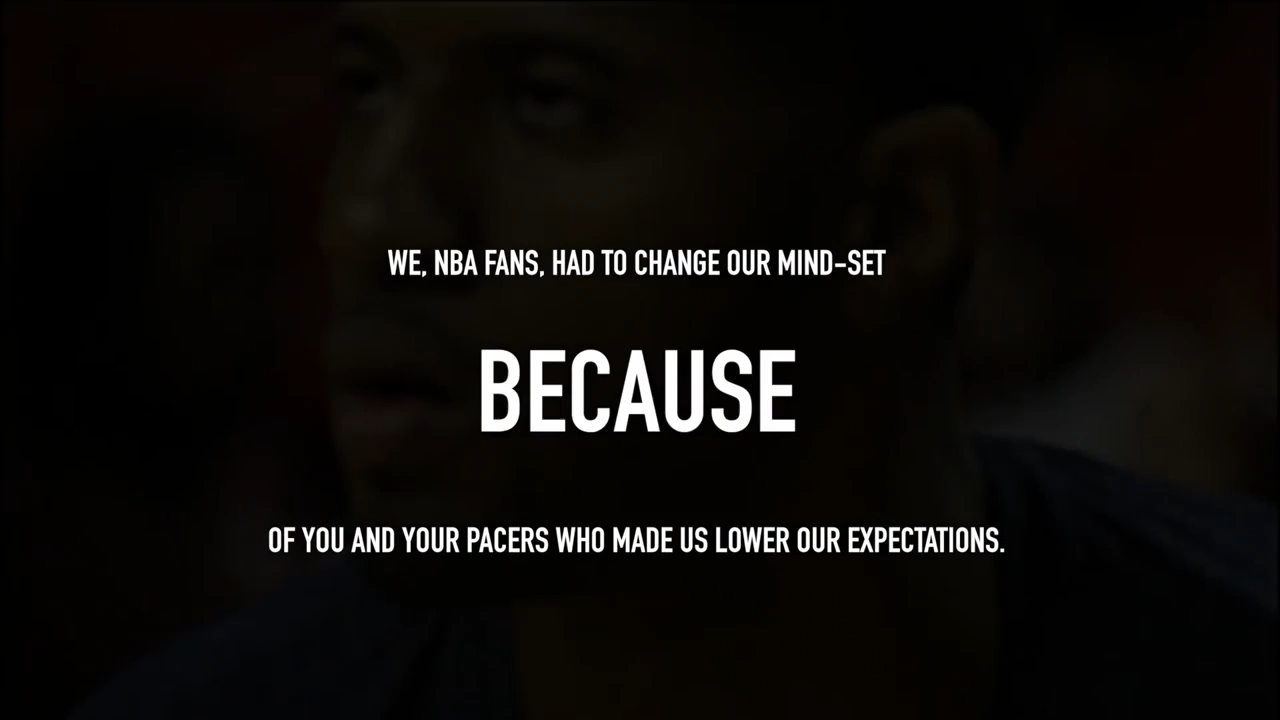 WE, NBA FANS, HAD TO CHANGE OUR MIND-SET
BECAUSE
OF YOU AND YOUR PACERS WHO MADE US LOWER OUR EXPECTATIONS.